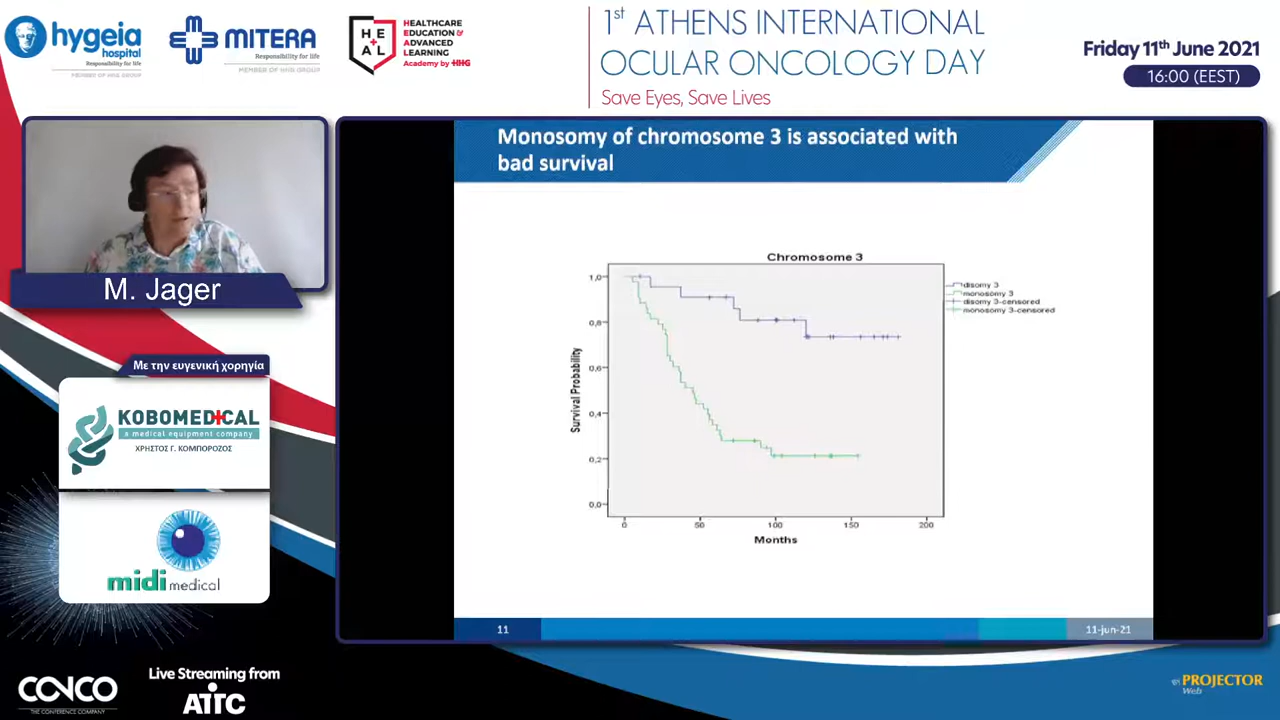 hygeia
hospital
Responsibility for life
MEMBER OF HHG GROUP
MITERA
Responsibility for life
MEMBER OF HHG GROUP
HE
AL
HEALTHCARE
EDUCATION &
ADVANCED
LEARNING
Academy by HHG
1st ATHENS INTERNATIONAL
OCULAR ONCOLOGY DAY
Save Eyes, Save Lives
Friday 11th June 2021
16:00 (EEST)
M. Jager
Με την ευγενική χορηγία
KOBOMEDICAL
a medical equipment company
ΧΡΗΣΤΟΣ Γ. ΚΟΜΠΟΡΟΖΟΣ
midi medical
CONCO
THE CONFERENCE COMPANY
Live Streaming from
ATTC
Monosomy of chromosome 3 is associated with
bad survival
Chromosome 3
disomy 3
monosomy 3
disomy 3-censored
monosomy 3-censored
Survival Probability
1,0
0,8
0,6
0,4
0,2
0,0
0 50 100 150 200
Months
11
11-jun-21
PROJECTOR
Web